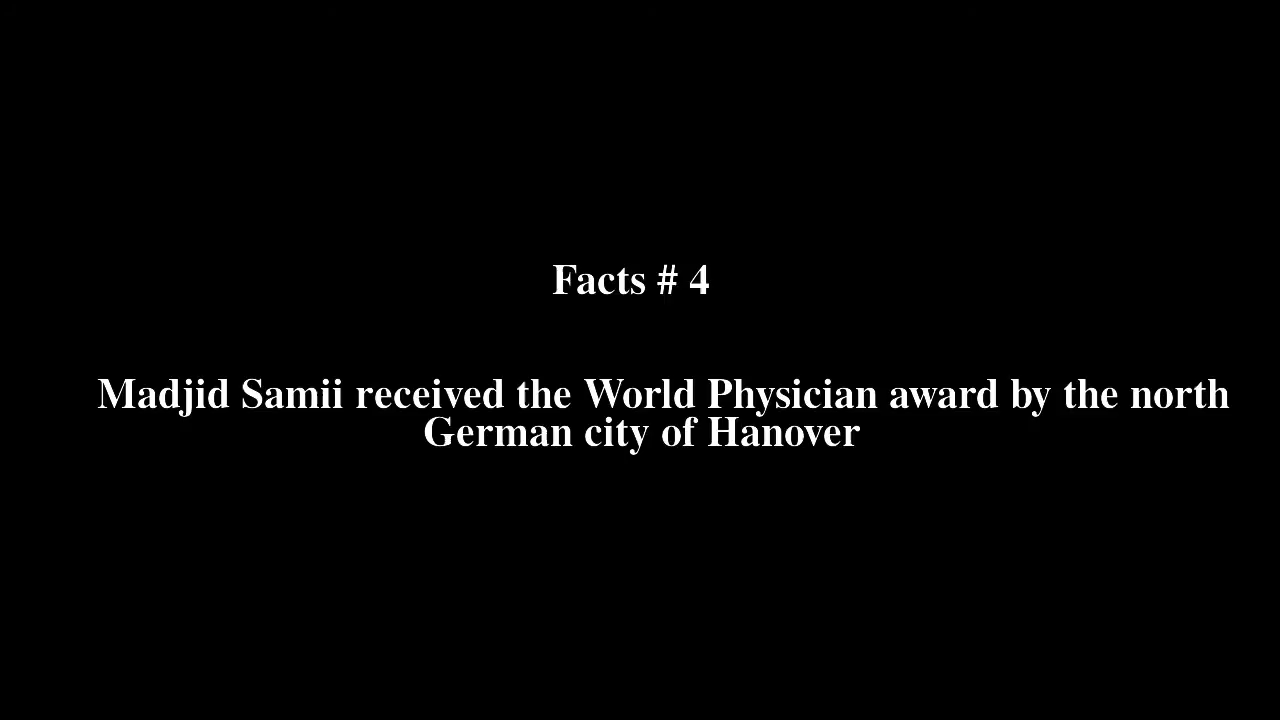 Facts # 4
Madjid Samii received the World Physician award by the north
German city of Hanover